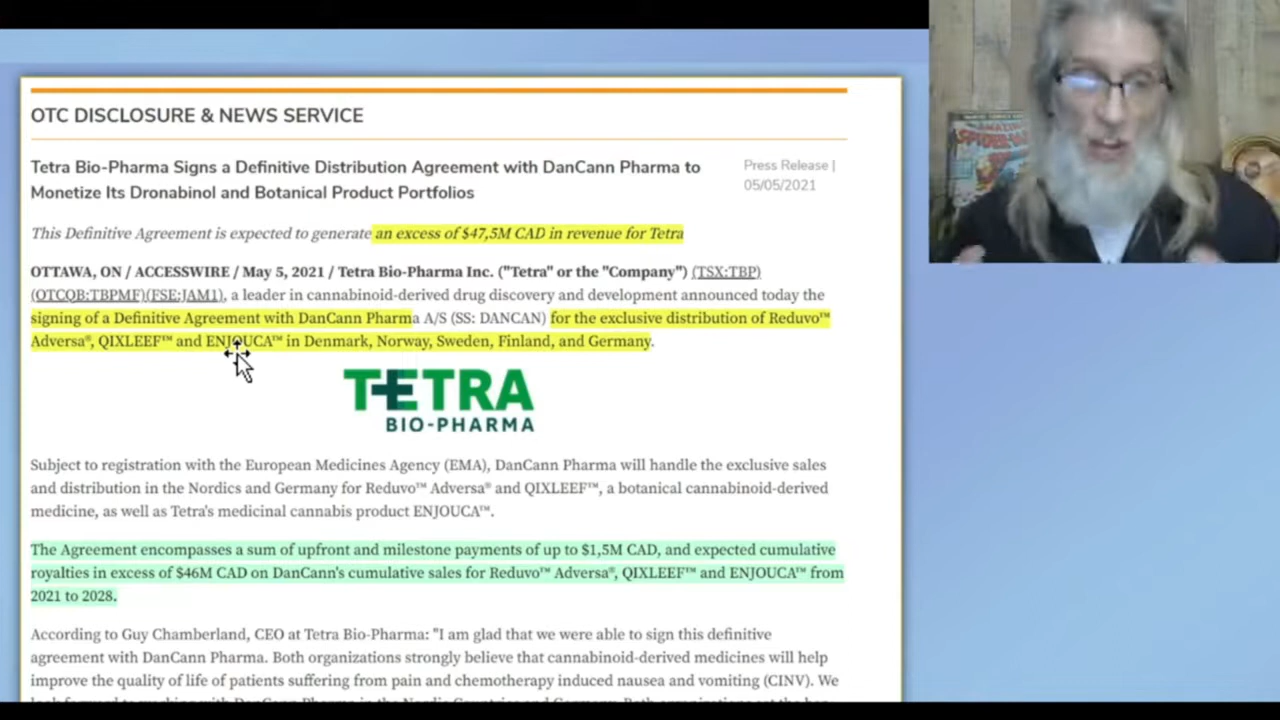 OTC DISCLOSURE & NEWS SERVICE
Tetra Bio-Pharma Signs a Definitive Distribution Agreement with DanCann Pharma to
Monetize Its Dronabinol and Botanical Product Portfolios
Press Release |
05/05/2021
This Definitive Agreement is expected to generate an excess of $47,5M CAD in revenue for Tetra
OTTAWA, ON / ACCESSWIRE / May 5, 2021 / Tetra Bio-Pharma Inc. ("Tetra" or the "Company") (TSX:TBP)
(OTCQB:TBPMF)(FSE:JAM1), a leader in cannabinoid-derived drug discovery and development announced today the
signing of a Definitive Agreement with DanCann Pharma A/S (SS: DANCAN) for the exclusive distribution of Reduvo™
Adversa®, QIXLEEF™ and ENJOUCA™ in Denmark, Norway, Sweden, Finland, and Germany.
TETRA
BIO-PHARMA
Subject to registration with the European Medicines Agency (EMA), DanCann Pharma will handle the exclusive sales
and distribution in the Nordics and Germany for Reduvo™ Adversa® and QIXLEEF™, a botanical cannabinoid-derived
medicine, as well as Tetra's medicinal cannabis product ENJOUCA™.
The Agreement encompasses a sum of upfront and milestone payments of up to $1,5M CAD, and expected cumulative
royalties in excess of $46M CAD on DanCann's cumulative sales for Reduvo™ Adversa®, QIXLEEF™ and ENJOUCA™ from
2021 to 2028.
According to Guy Chamberland, CEO at Tetra Bio-Pharma: "I am glad that we were able to sign this definitive
agreement with DanCann Pharma. Both organizations strongly believe that cannabinoid-derived medicines will help
improve the quality of life of patients suffering from pain and chemotherapy induced nausea and vomiting (CINV). We
AMAZING
SPIDER-MAN